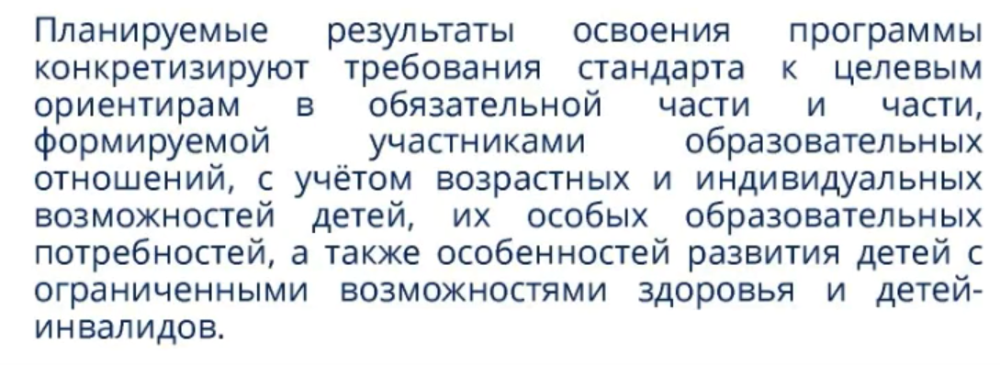 Планируемые результаты освоения программы
конкретизируют требования стандарта к целевым
ориентирам в обязательной части и части,
формируемой участниками образовательных
отношений, с учётом возрастных и индивидуальных
возможностей детей, их особых образовательных
потребностей, а также особенностей развития детей с
ограниченными возможностями здоровья и детей-
инвалидов.